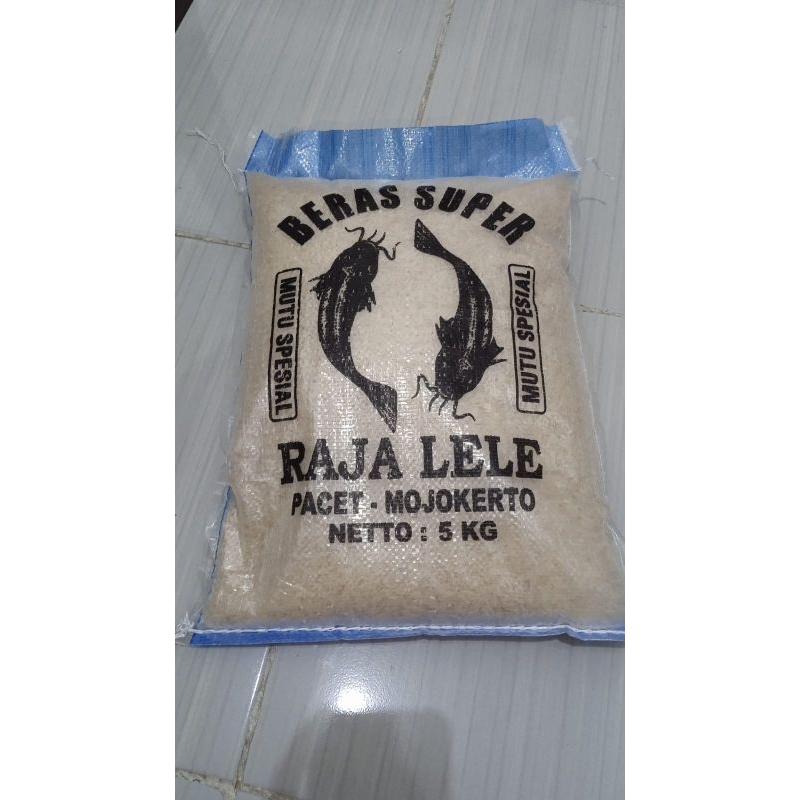 BERAS SUPER
MUTU SPESIAL
MUTU SPESIAL
RAJA LELE
PACET - MOJOKERTO
NETTO : 5 KG